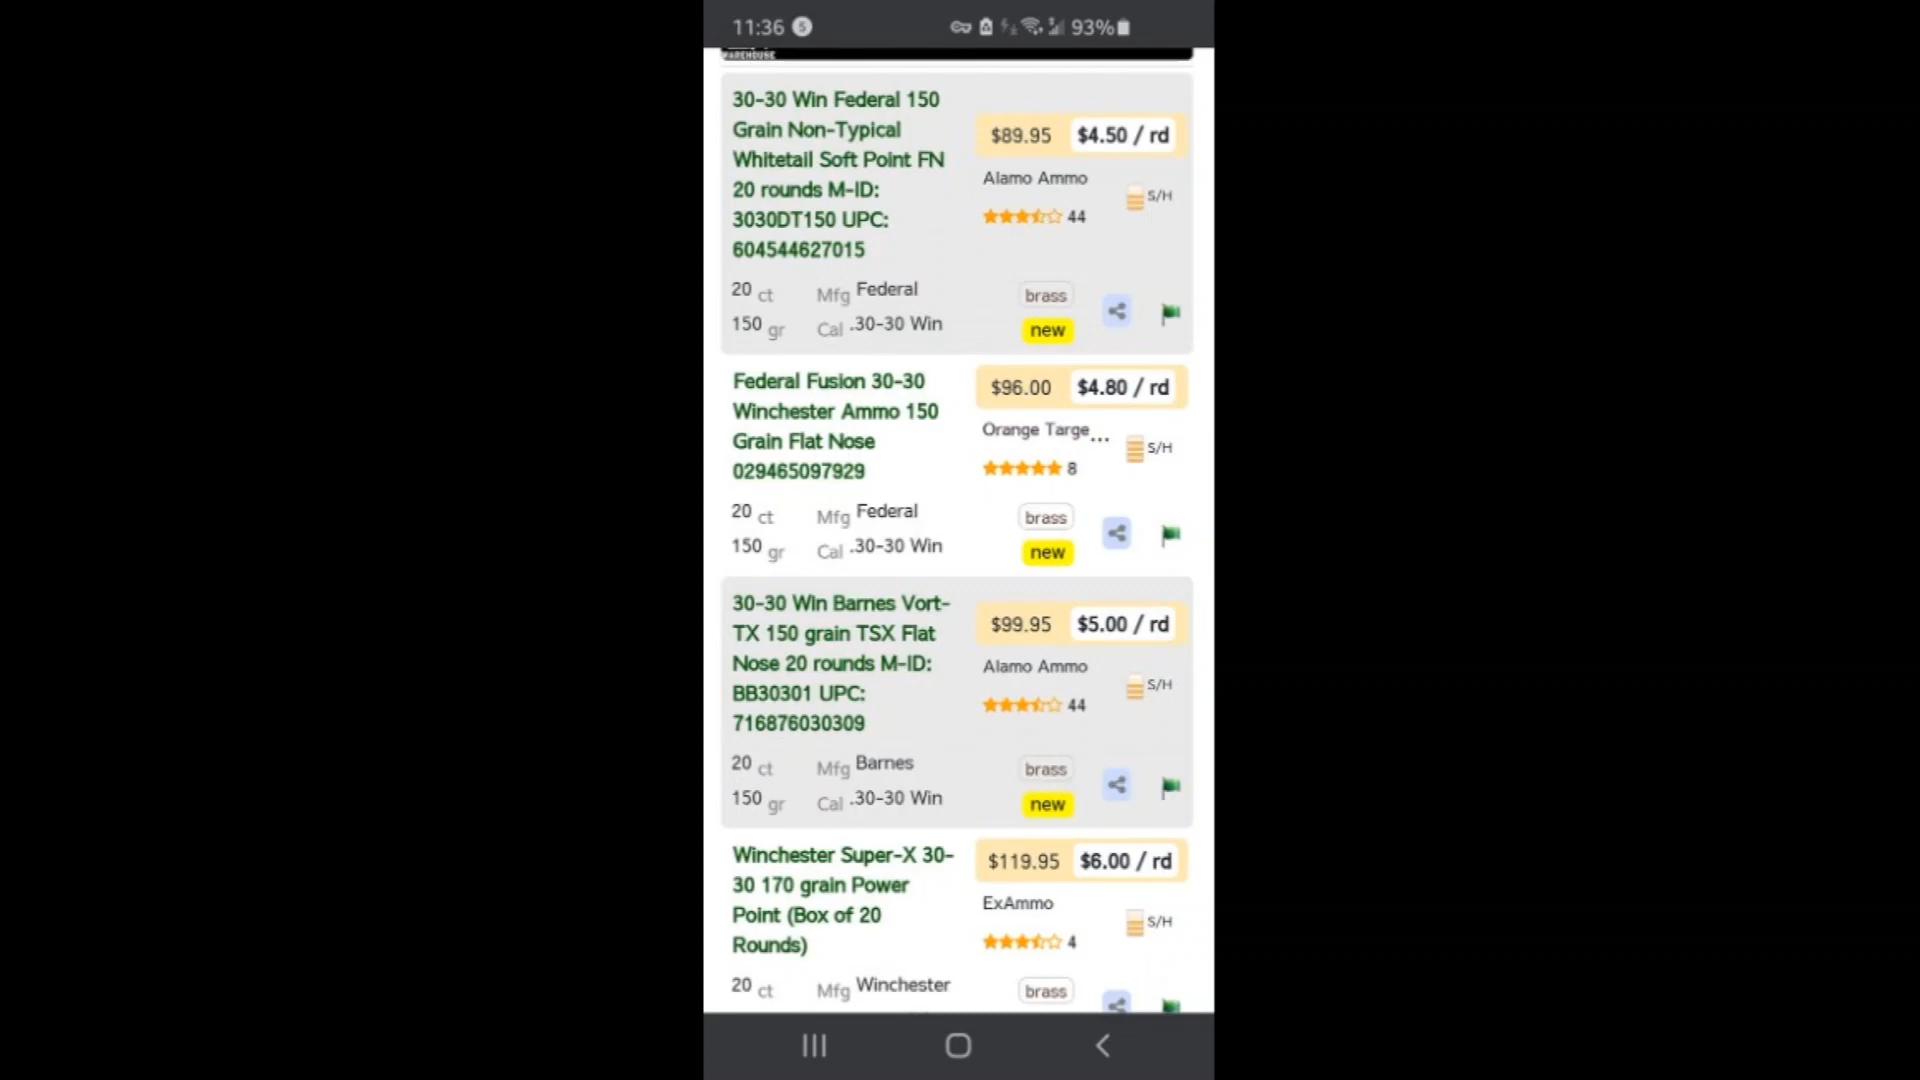 11:36 5 93%
WAREHOUSE
30-30 Win Federal 150
Grain Non-Typical
Whitetail Soft Point FN
20 rounds M-ID:
3030DT150 UPC:
604544627015
$89.95 $4.50 / rd
Alamo Ammo
S/H
44
20 ct Mfg Federal
brass
150 gr Cal .30-30 Win
new
Federal Fusion 30-30
Winchester Ammo 150
Grain Flat Nose
029465097929
$96.00 $4.80 / rd
Orange Targe...
S/H
8
20 ct Mfg Federal
brass
150 gr Cal .30-30 Win
new
30-30 Win Barnes Vort-
TX 150 grain TSX Flat
Nose 20 rounds M-ID:
BB30301 UPC:
716876030309
$99.95 $5.00 / rd
Alamo Ammo
S/H
44
20 ct Mfg Barnes
brass
150 gr Cal .30-30 Win
new
Winchester Super-X 30-
30 170 grain Power
Point (Box of 20
Rounds)
$119.95 $6.00 / rd
ExAmmo
S/H
4
20 ct Mfg Winchester
brass